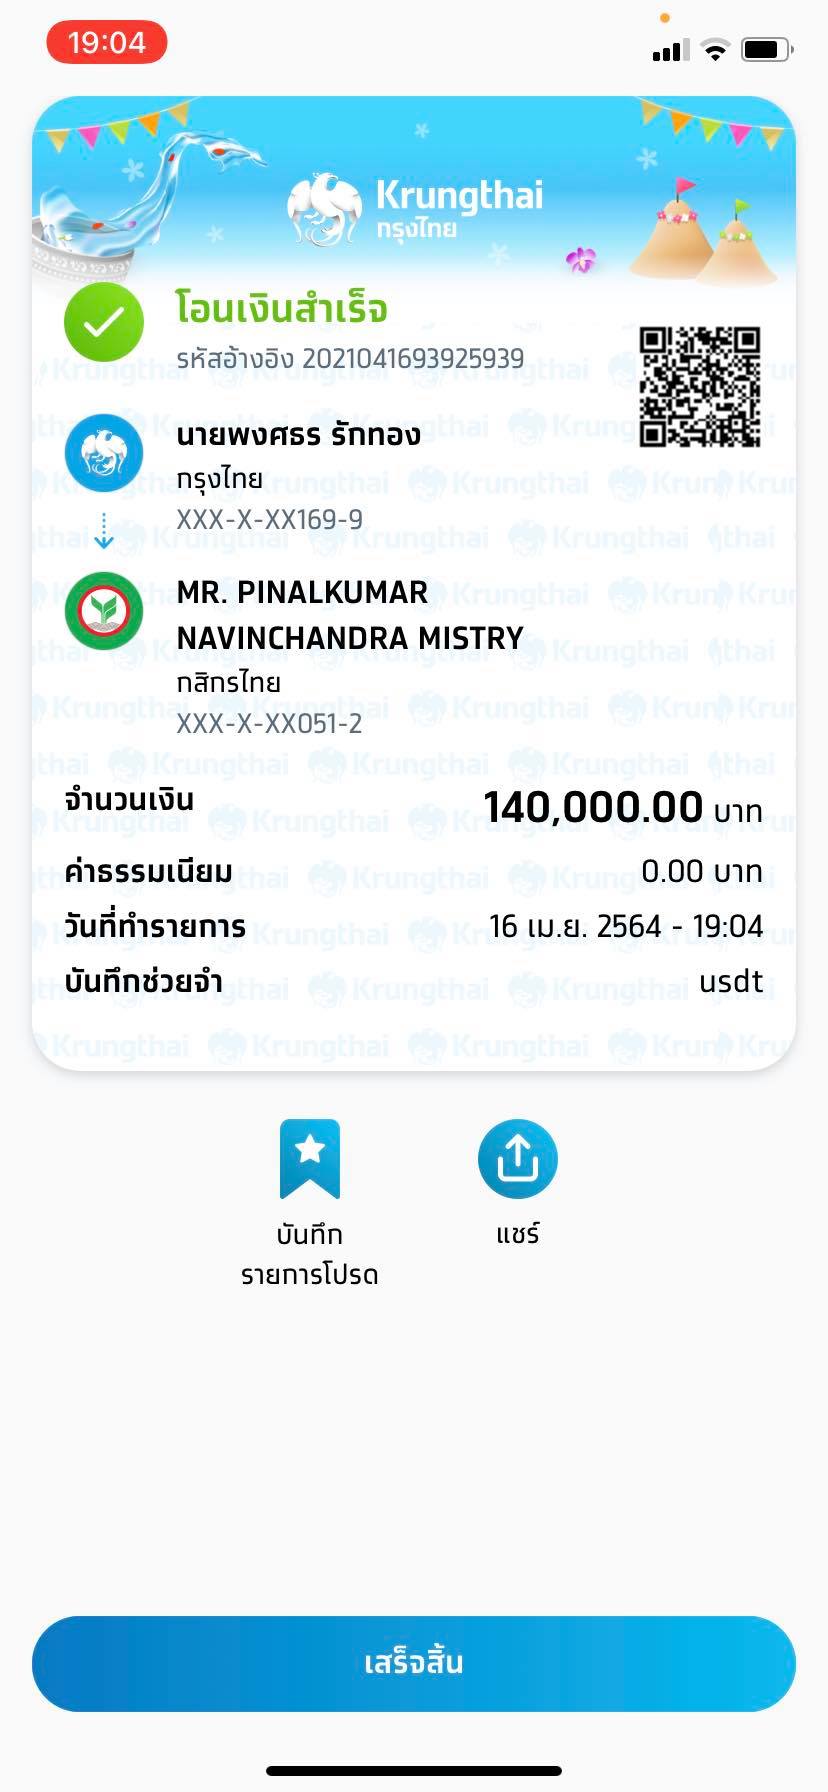 19:04
Krungthai
กรุงไทย
โอนเงินสำเร็จ
รหัสอ้างอิง 2021041693925939
นายพงศธร รักทอง
กรุงไทย
XXX-X-XX169-9
MR. PINALKUMAR
NAVINCHANDRA MISTRY
กสิกรไทย
XXX-X-XX051-2
จำนวนเงิน 140,000.00 บาท
ค่าธรรมเนียม 0.00 บาท
วันที่ทำรายการ 16 เม.ย. 2564 - 19:04
บันทึกช่วยจำ usdt
บันทึก
รายการโปรด
แชร์
เสร็จสิ้น